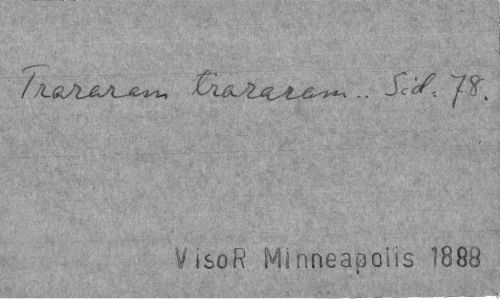 Trararam trararam.. Sid. 78.
VisoR Minneapolis 1888